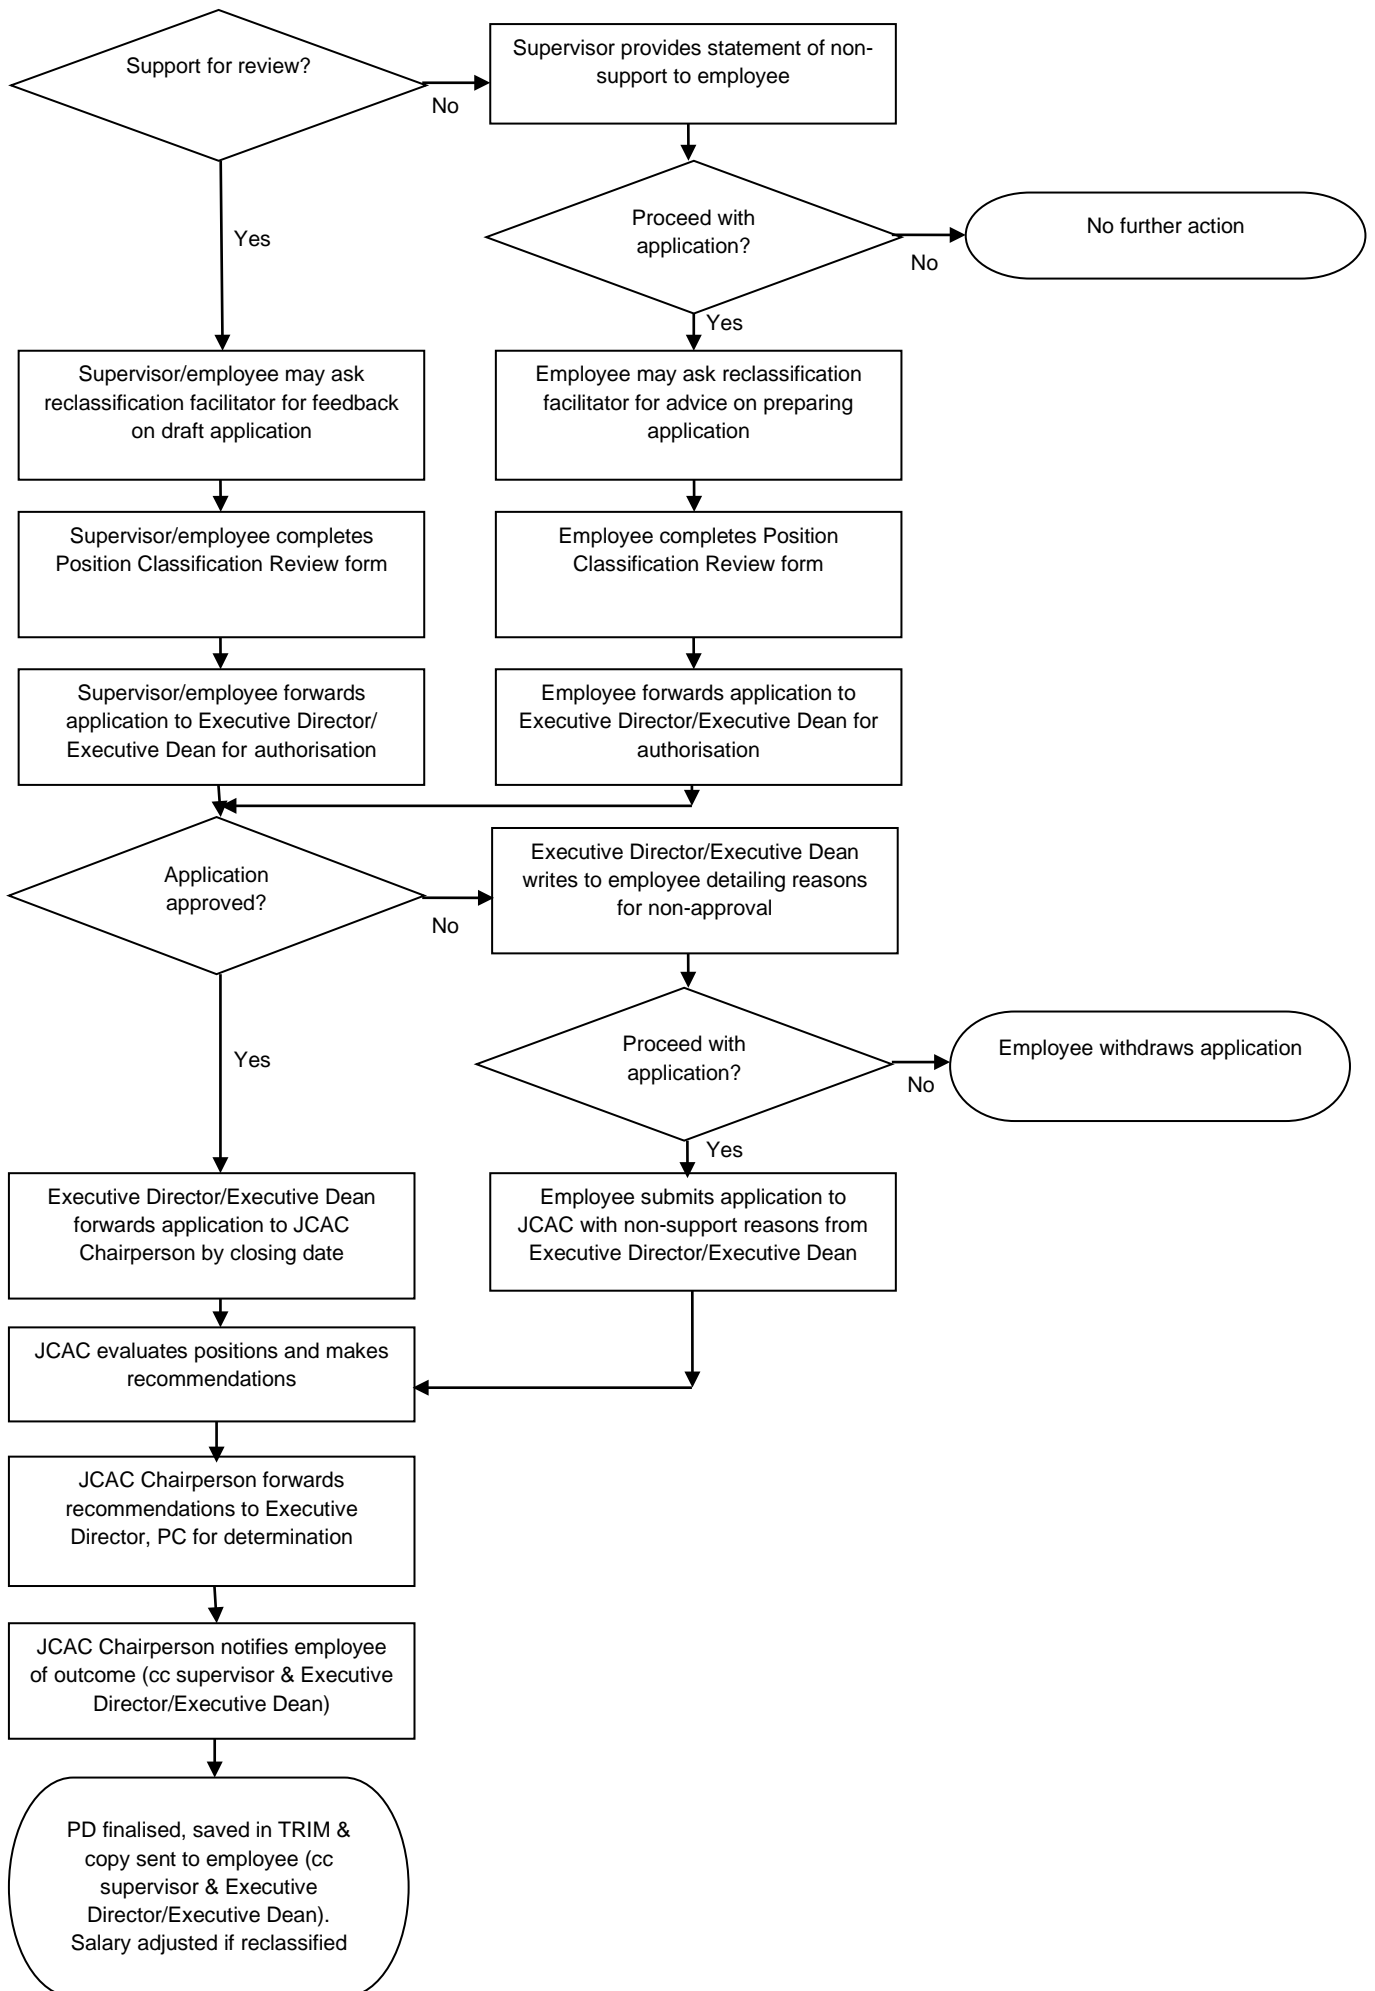 Support for review?
No
Supervisor provides statement of non-
support to employee
Yes
Proceed with
application?
No
No further action
Yes
Supervisor/employee may ask
reclassification facilitator for feedback
on draft application
Employee may ask reclassification
facilitator for advice on preparing
application
Supervisor/employee completes
Position Classification Review form
Employee completes Position
Classification Review form
Supervisor/employee forwards
application to Executive Director/
Executive Dean for authorisation
Employee forwards application to
Executive Director/Executive Dean for
authorisation
Application
approved?
No
Executive Director/Executive Dean
writes to employee detailing reasons
for non-approval
Yes
Proceed with
application?
No
Employee withdraws application
Yes
Executive Director/Executive Dean
forwards application to JCAC
Chairperson by closing date
Employee submits application to
JCAC with non-support reasons from
Executive Director/Executive Dean
JCAC evaluates positions and makes
recommendations
JCAC Chairperson forwards
recommendations to Executive
Director, PC for determination
JCAC Chairperson notifies employee
of outcome (cc supervisor & Executive
Director/Executive Dean)
PD finalised, saved in TRIM &
copy sent to employee (cc
supervisor & Executive
Director/Executive Dean).
Salary adjusted if reclassified